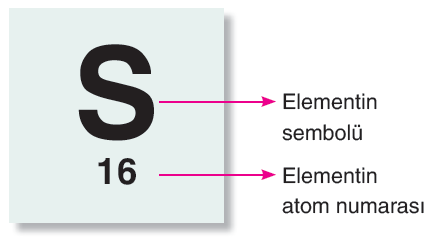 S
16
Elementin
sembolü
Elementin
atom numarası